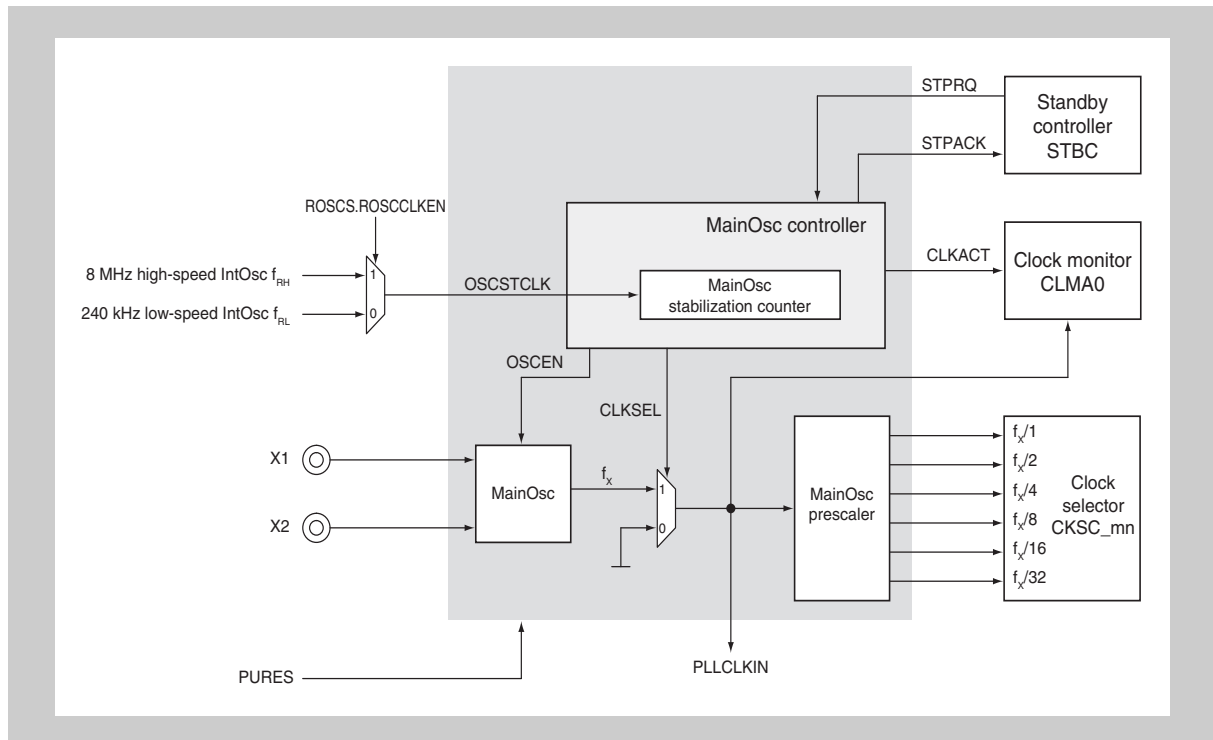 STPRQ
Standby
controller
STBC
STPACK
ROSCS.ROSCCLKEN
MainOsc controller
8 MHz high-speed IntOsc fRH
1
CLKACT
Clock monitor
CLMA0
OSCSTCLK
MainOsc
stabilization counter
240 kHz low-speed IntOsc fRL
0
OSCEN
CLKSEL
X1
MainOsc
fX
1
0
X2
MainOsc
prescaler
fX/1
fX/2
fX/4
fX/8
fX/16
fX/32
Clock
selector
CKSC_mn
PLLCLKIN
PURES